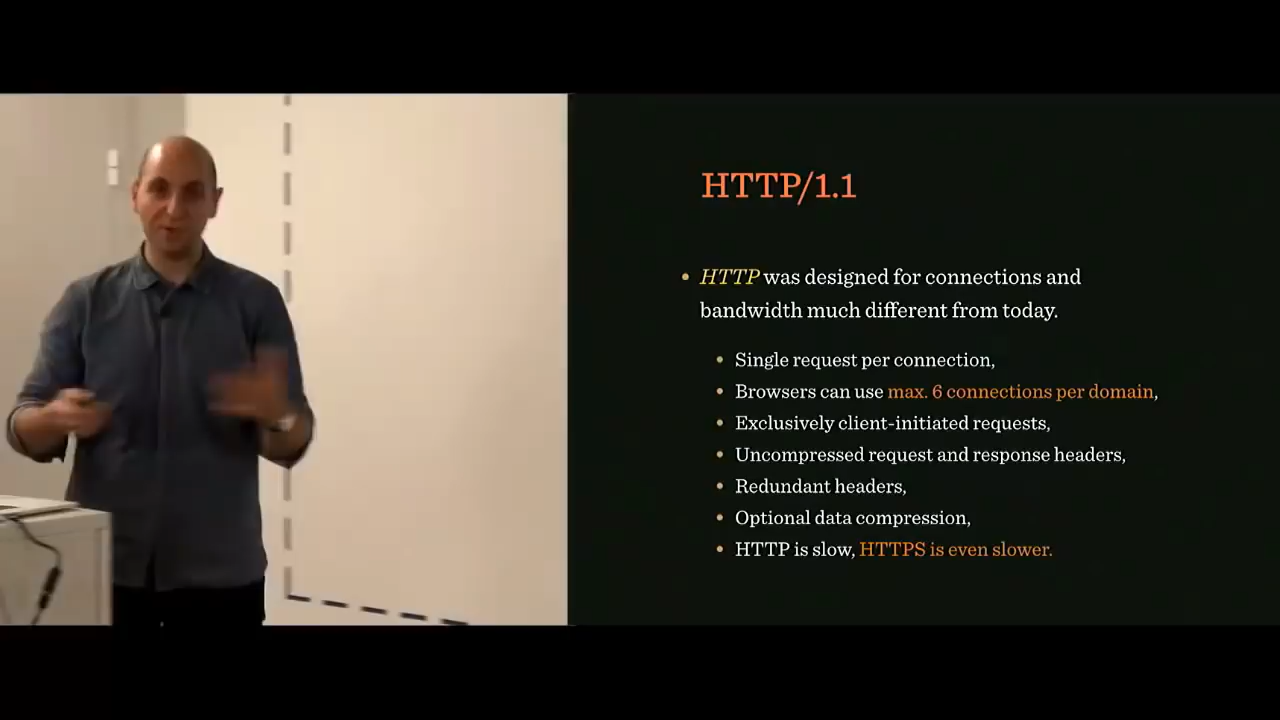 HTTP/1.1
HTTP was designed for connections and
bandwidth much different from today.
Single request per connection,
Browsers can use max. 6 connections per domain,
Exclusively client-initiated requests,
Uncompressed request and response headers,
Redundant headers,
Optional data compression,
HTTP is slow, HTTPS is even slower.